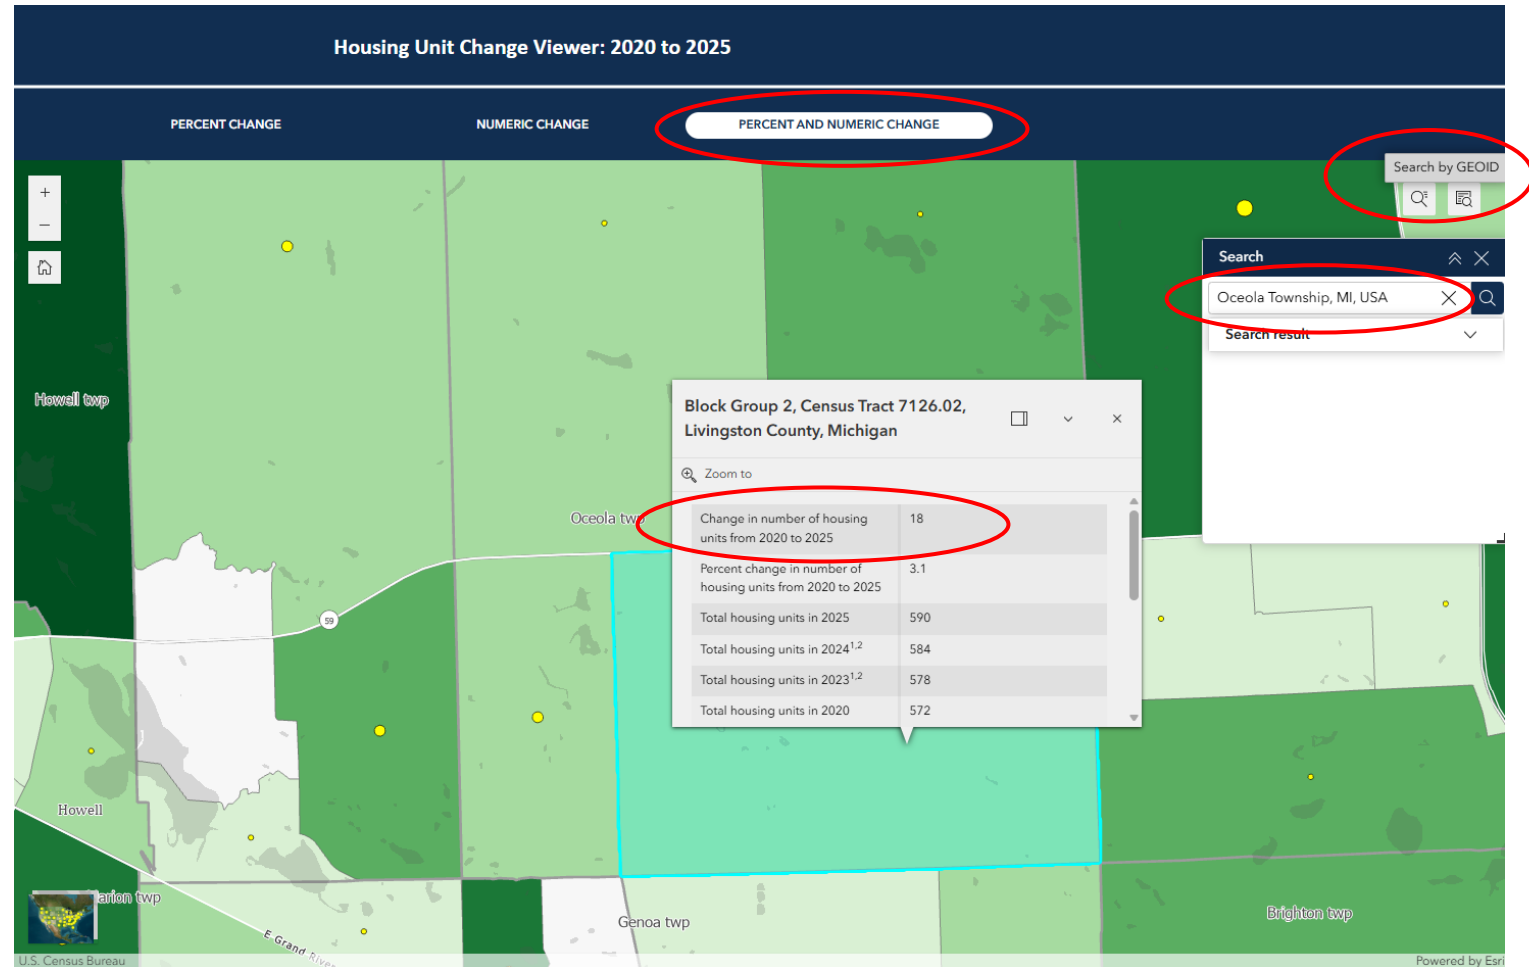 Housing Unit Change Viewer: 2020 to 2025
PERCENT CHANGE
NUMERIC CHANGE
PERCENT AND NUMERIC CHANGE
Search by GEOID
+
−
Search
Oceola Township, MI, USA
Search result
Howell twp
Block Group 2, Census Tract 7126.02,
Livingston County, Michigan
Zoom to
Oceola twp
Change in number of housing 18
units from 2020 to 2025
Percent change in number of 3.1
housing units from 2020 to 2025
Total housing units in 2025 590
Total housing units in 2024¹,² 584
Total housing units in 2023¹,² 578
Total housing units in 2020 572
59
Howell
arion twp
Genoa twp
Brighton twp
E Grand River
U.S. Census Bureau
Powered by Esri